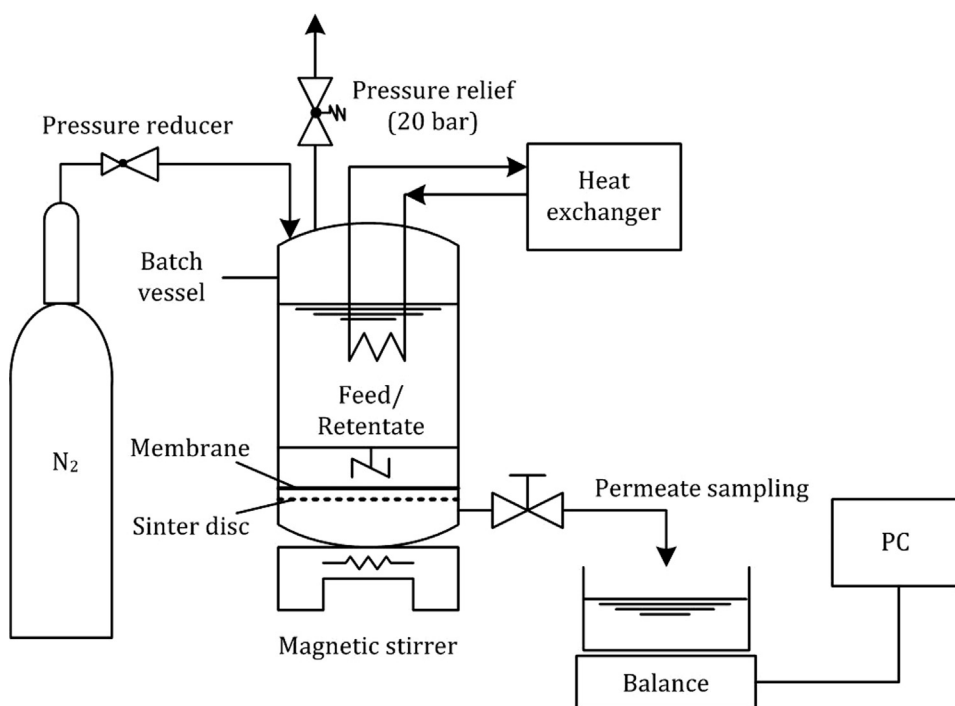 Pressure relief
(20 bar)
Pressure reducer
Heat
exchanger
Batch
vessel
Feed/
Retentate
N₂
Membrane
Sinter disc
Permeate sampling
PC
Magnetic stirrer
Balance